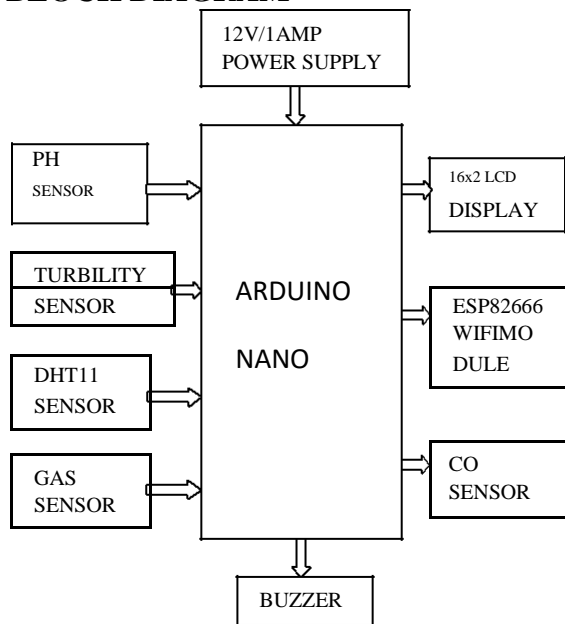 BLOCK DIAGRAM
12V/1AMP
POWER SUPPLY
PH
SENSOR
16x2 LCD
DISPLAY
TURBILITY
SENSOR
ARDUINO
NANO
ESP82666
WIFIMO
DULE
DHT11
SENSOR
GAS
SENSOR
CO
SENSOR
BUZZER